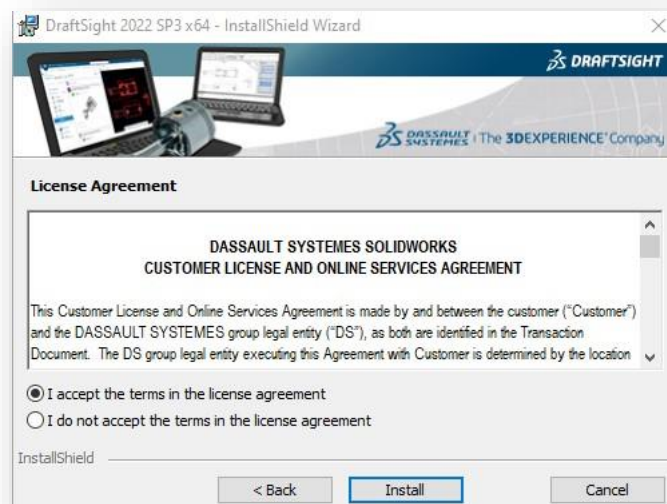 DraftSight 2022 SP3 x64 - InstallShield Wizard
DS DRAFTSIGHT
DS DASSAULT SYSTEMES | The 3DEXPERIENCE® Company
License Agreement
DASSAULT SYSTEMES SOLIDWORKS
CUSTOMER LICENSE AND ONLINE SERVICES AGREEMENT
This Customer License and Online Services Agreement is made by and between the customer (“Customer”)
and the DASSAULT SYSTEMES group legal entity (“DS”), as both are identified in the Transaction
Document. The DS group legal entity executing this Agreement with Customer is determined by the location
I accept the terms in the license agreement
I do not accept the terms in the license agreement
InstallShield
< Back
Install
Cancel